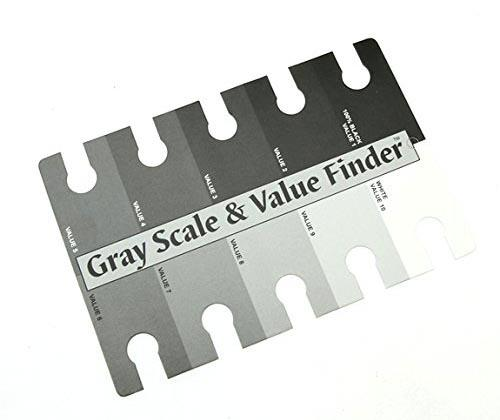 100% BLACK
VALUE 1
VALUE 2
VALUE 3
VALUE 4
VALUE 5
Gray Scale & Value Finder™
VALUE 6
VALUE 7
VALUE 8
VALUE 9
WHITE
VALUE 10